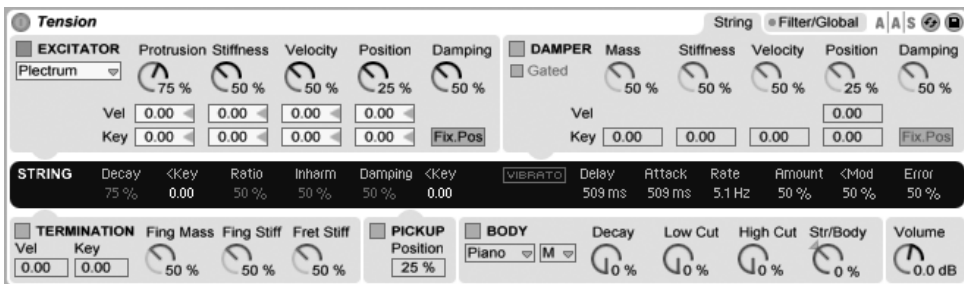 Tension String Filter/Global A A S
EXCITATOR Protrusion Stiffness Velocity Position Damping
Plectrum 75 % 50 % 50 % 25 % 50 %
Vel 0.00 0.00 0.00 0.00
Key 0.00 0.00 0.00 0.00 Fix.Pos
DAMPER Mass Stiffness Velocity Position Damping
Gated 50 % 50 % 50 % 25 % 50 %
Vel 0.00
Key 0.00 0.00 0.00 0.00 Fix.Pos
STRING Decay <Key Ratio Inharm Damping <Key VIBRATO Delay Attack Rate Amount <Mod Error
75 % 0.00 50 % 50 % 50 % 0.00 509 ms 509 ms 5.1 Hz 50 % 50 % 50 %
TERMINATION Fing Mass Fing Stiff Fret Stiff
Vel Key
0.00 0.00 50 % 50 % 50 %
PICKUP
Position
25 %
BODY Decay Low Cut High Cut Str/Body
Piano M 0 % 0 % 0 % 0 %
Volume
0.0 dB